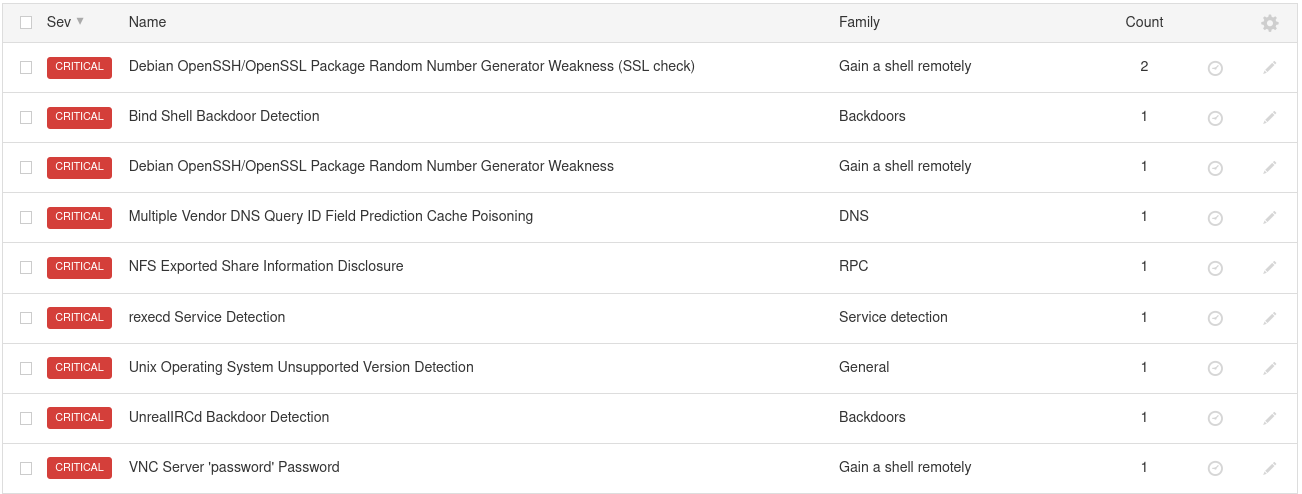 Sev ▼ Name Family Count
CRITICAL Debian OpenSSH/OpenSSL Package Random Number Generator Weakness (SSL check) Gain a shell remotely 2
CRITICAL Bind Shell Backdoor Detection Backdoors 1
CRITICAL Debian OpenSSH/OpenSSL Package Random Number Generator Weakness Gain a shell remotely 1
CRITICAL Multiple Vendor DNS Query ID Field Prediction Cache Poisoning DNS 1
CRITICAL NFS Exported Share Information Disclosure RPC 1
CRITICAL rexecd Service Detection Service detection 1
CRITICAL Unix Operating System Unsupported Version Detection General 1
CRITICAL UnrealIRCd Backdoor Detection Backdoors 1
CRITICAL VNC Server 'password' Password Gain a shell remotely 1